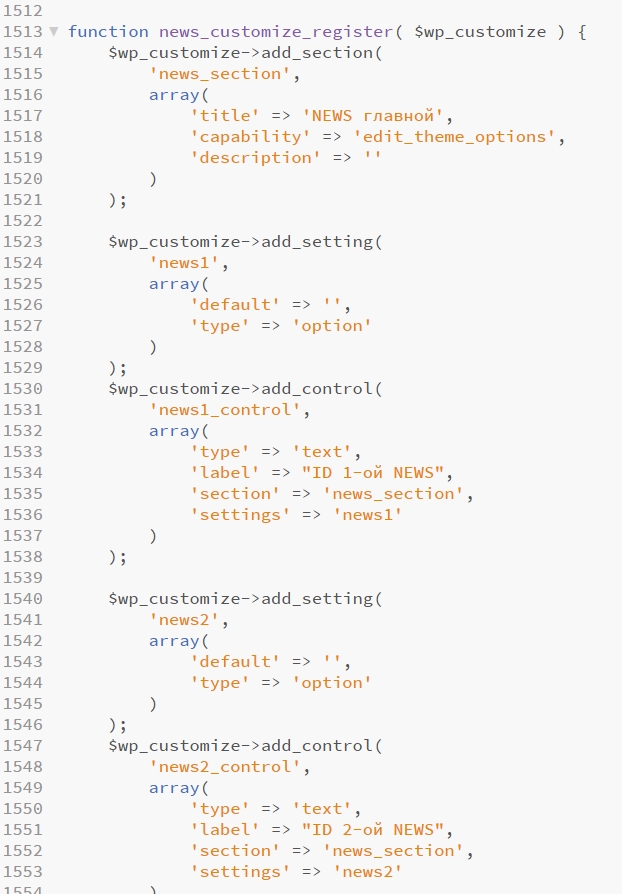 1512
1513 function news_customize_register( $wp_customize ) {
1514     $wp_customize->add_section(
1515         'news_section',
1516         array(
1517             'title' => 'NEWS главной',
1518             'capability' => 'edit_theme_options',
1519             'description' => ''
1520         )
1521     );
1522
1523     $wp_customize->add_setting(
1524         'news1',
1525         array(
1526             'default' => '',
1527             'type' => 'option'
1528         )
1529     );
1530     $wp_customize->add_control(
1531         'news1_control',
1532         array(
1533             'type' => 'text',
1534             'label' => "ID 1-ой NEWS",
1535             'section' => 'news_section',
1536             'settings' => 'news1'
1537         )
1538     );
1539
1540     $wp_customize->add_setting(
1541         'news2',
1542         array(
1543             'default' => '',
1544             'type' => 'option'
1545         )
1546     );
1547     $wp_customize->add_control(
1548         'news2_control',
1549         array(
1550             'type' => 'text',
1551             'label' => "ID 2-ой NEWS",
1552             'section' => 'news_section',
1553             'settings' => 'news2'
1554         )